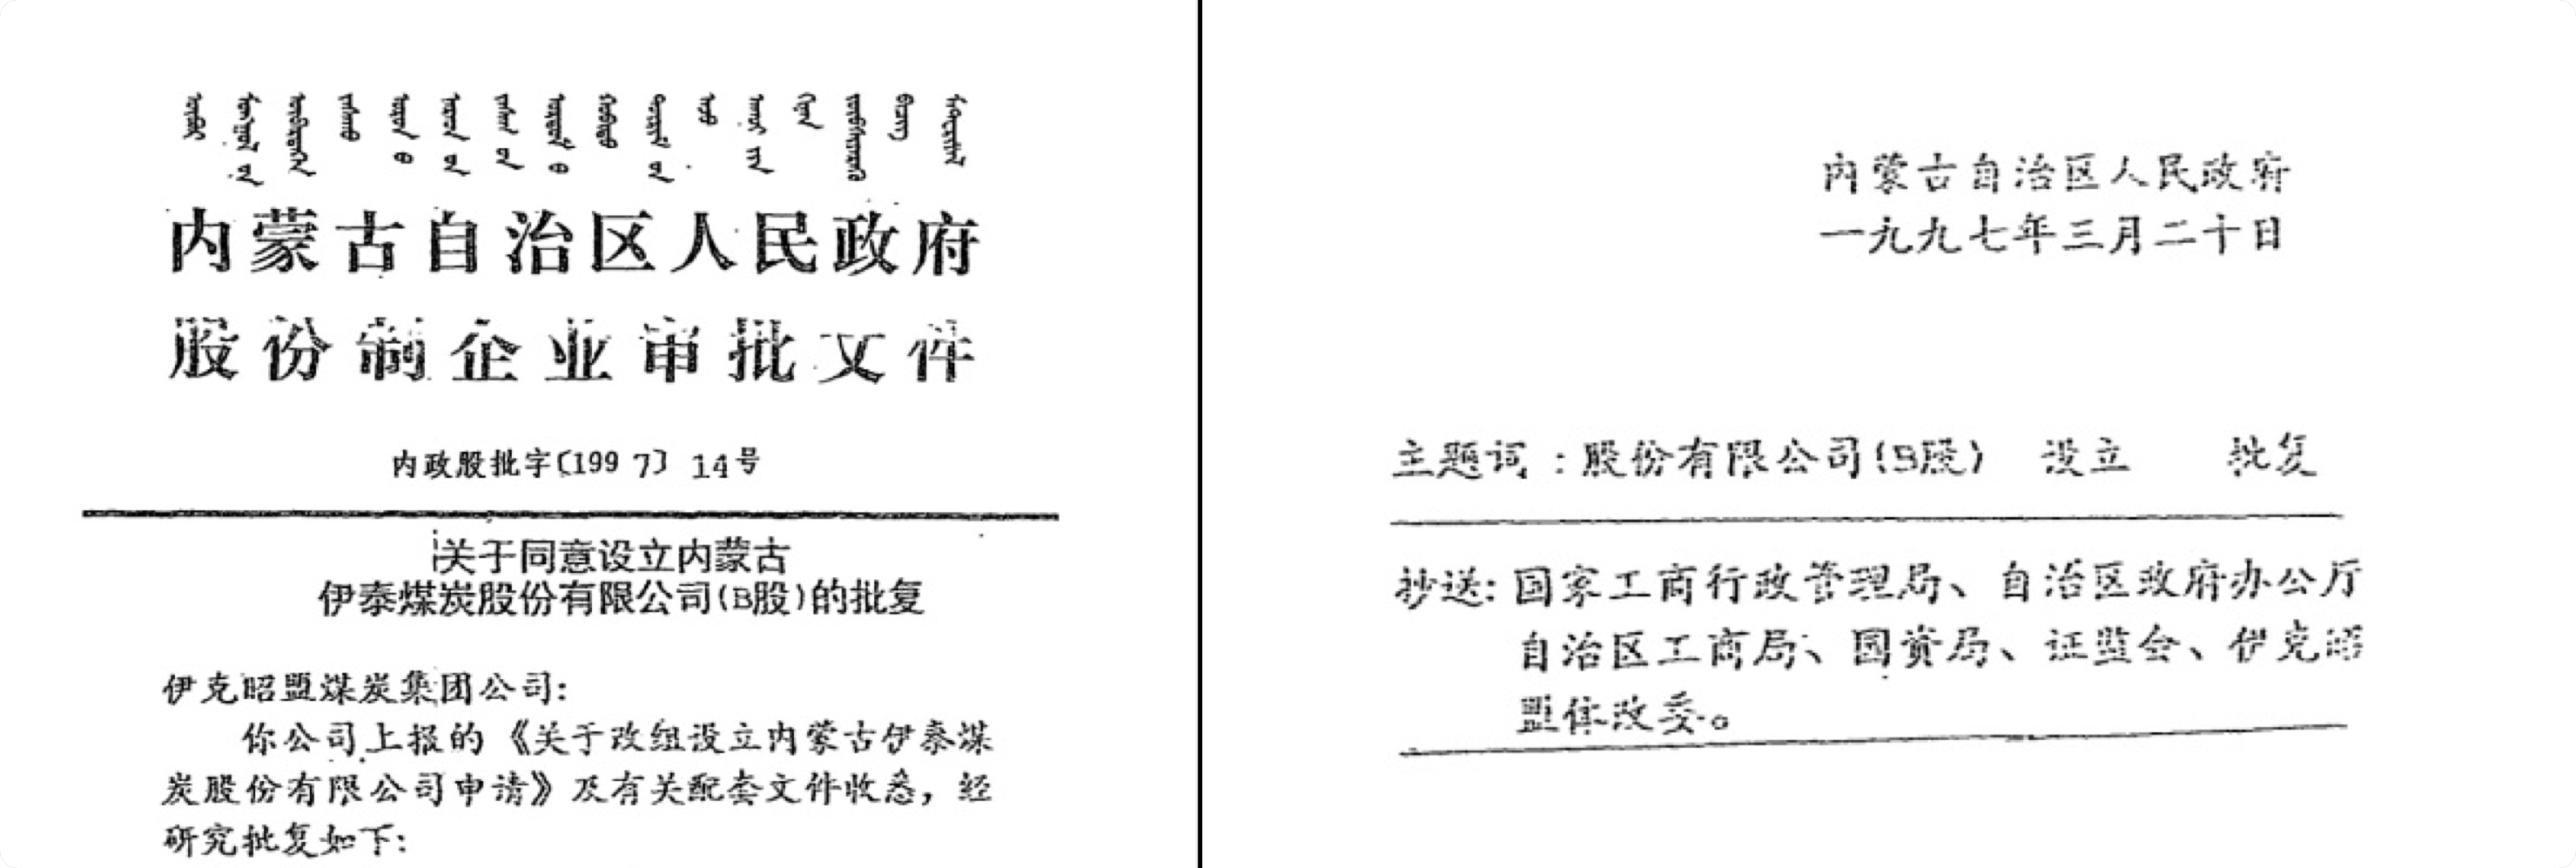 内蒙古自治区人民政府
股份制企业审批文件
内政股批字〔1997〕14号
关于同意设立内蒙古
伊泰煤炭股份有限公司(B股)的批复
伊克昭盟煤炭集团公司:
你公司上报的《关于改组设立内蒙古伊泰煤
炭股份有限公司申请》及有关配套文件收悉，经
研究批复如下:
内蒙古自治区人民政府
一九九七年三月二十日
主题词：股份有限公司(B股) 设立 批复
抄送:国家工商行政管理局、自治区政府办公厅
自治区工商局、国资局、证监会、伊克昭
盟体改委。